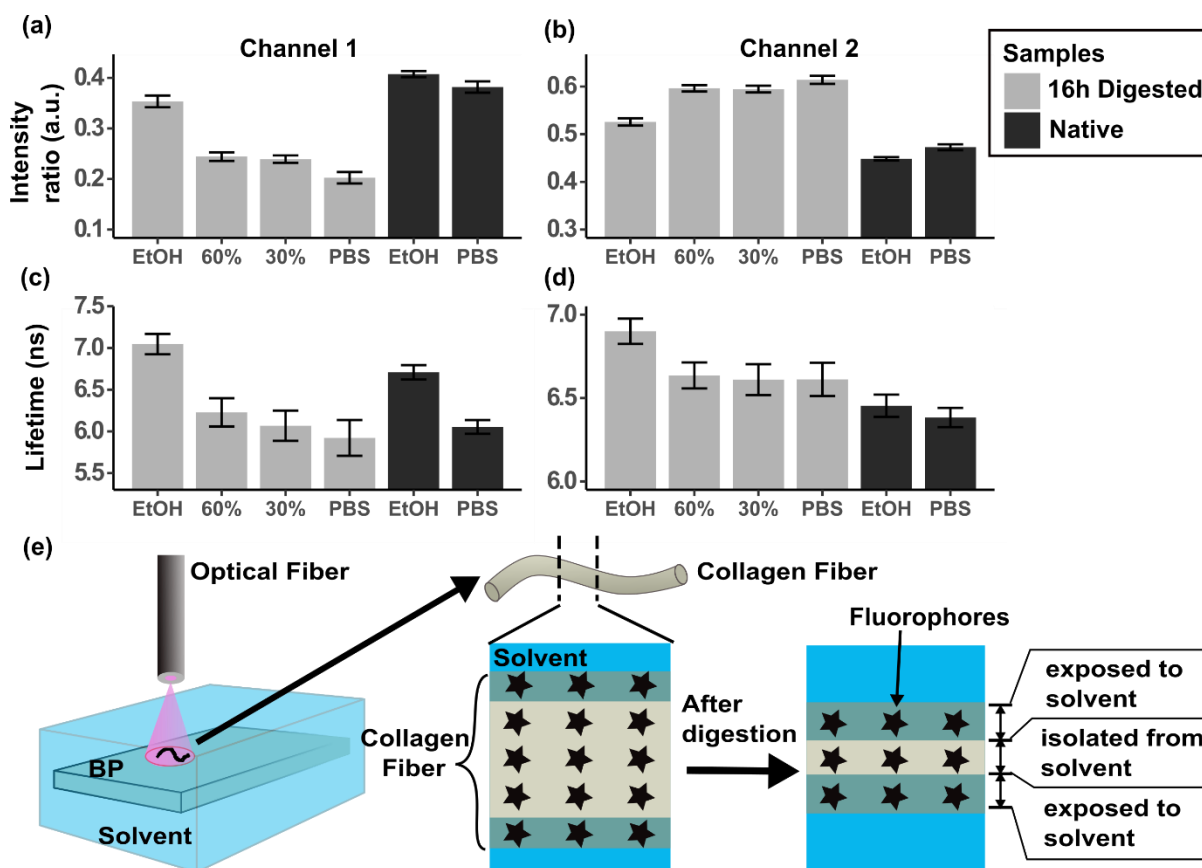 (a)
Channel 1
(b)
Channel 2
Samples
16h Digested
Native
Intensity
ratio (a.u.)
0.4
0.3
0.2
0.1
EtOH 60% 30% PBS EtOH PBS
0.6
0.5
0.4
0.3
EtOH 60% 30% PBS EtOH PBS
(c)
Lifetime (ns)
7.5
7.0
6.5
6.0
5.5
EtOH 60% 30% PBS EtOH PBS
(d)
7.0
6.5
6.0
EtOH 60% 30% PBS EtOH PBS
(e)
Optical Fiber
BP
Solvent
Collagen Fiber
Solvent
Collagen
Fiber
After
digestion
Fluorophores
exposed to
solvent
isolated from
solvent
exposed to
solvent